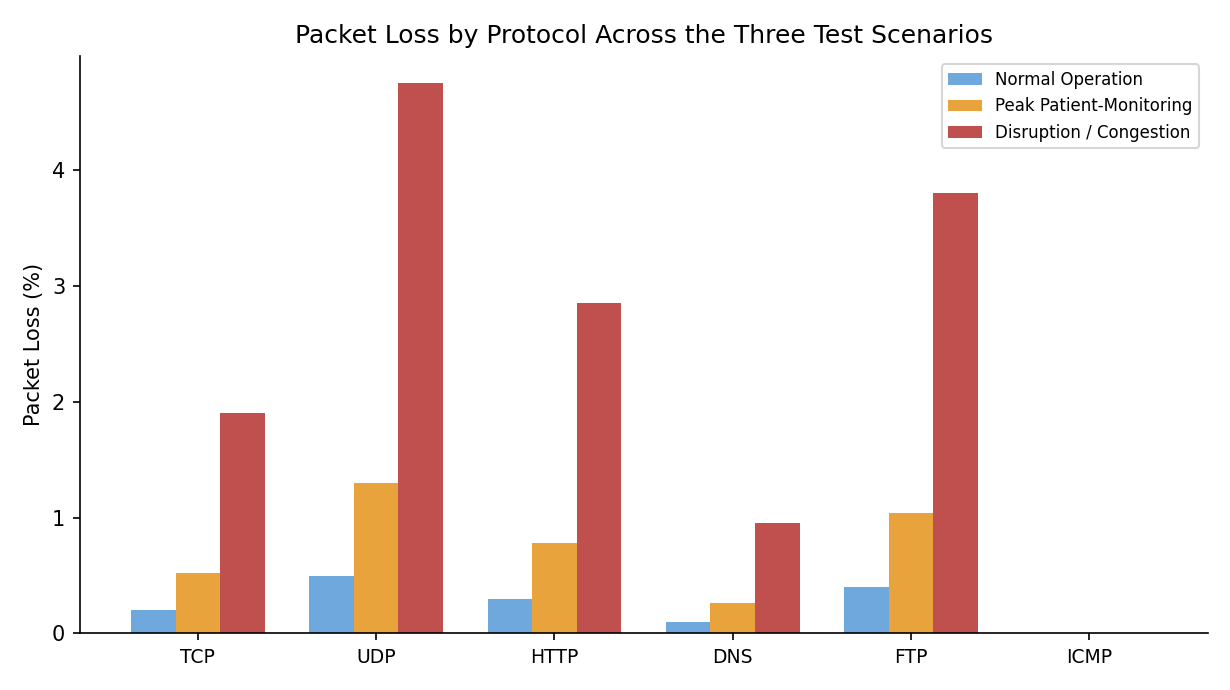 Packet Loss by Protocol Across the Three Test Scenarios
Normal Operation
Peak Patient-Monitoring
Disruption / Congestion
Packet Loss (%)
4
3
2
1
0
TCP
UDP
HTTP
DNS
FTP
ICMP